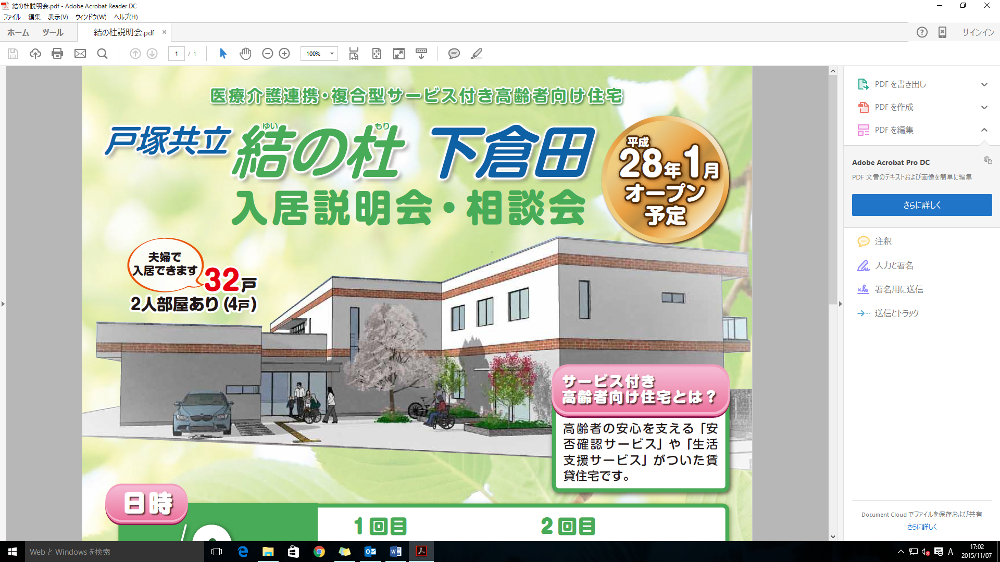 結の杜説明会.pdf - Adobe Acrobat Reader DC
ファイル 編集 表示(V) ウィンドウ(W) ヘルプ(H)
ホーム ツール 結の杜説明会.pdf ×
サインイン
1 / 1 100%
医療介護連携・複合型サービス付き高齢者向け住宅
ゆい もり
戸塚共立 結の杜 下倉田
入居説明会・相談会
平成
28年1月
オープン
予定
夫婦で
入居できます
32戸
2人部屋あり(4戸)
サービス付き
高齢者向け住宅とは？
高齢者の安心を支える「安
否確認サービス」や「生活
支援サービス」がついた賃
貸住宅です。
日時
1回目 2回目
PDF を書き出し
PDF を作成
PDF を編集
Adobe Acrobat Pro DC
PDF 文書のテキストおよび画像を簡単に編集
さらに詳しく
注釈
入力と署名
署名用に送信
送信とトラック
Document Cloud でファイルを保存および共有
さらに詳しく
Web と Windows を検索
A
17:02
2015/11/07